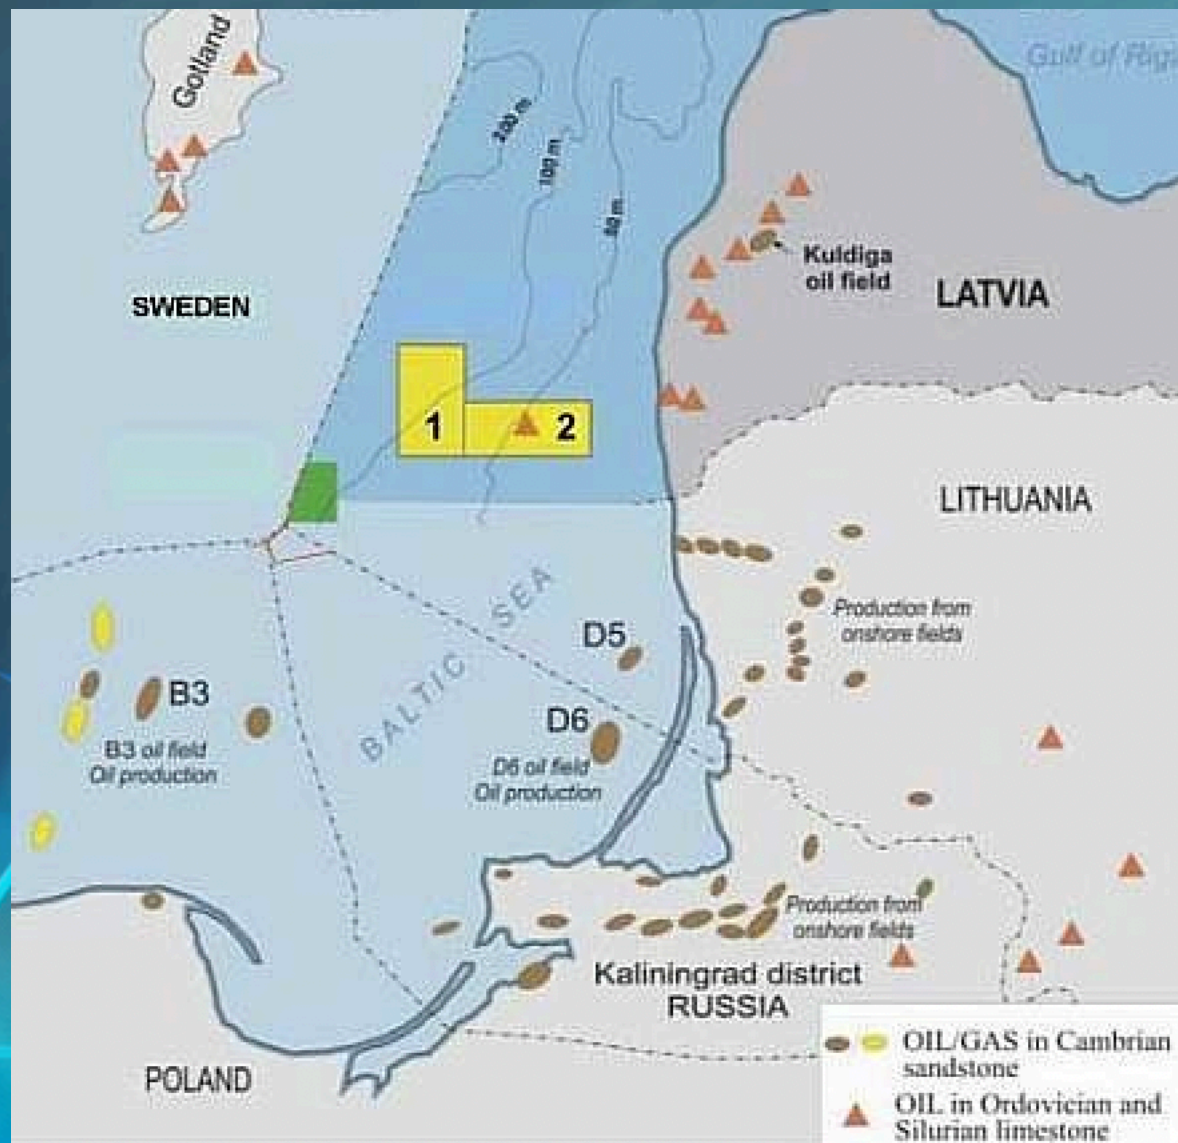 Gotland
Gulf of Riga
200 m
100 m
50 m
Kuldiga
oil field
SWEDEN
LATVIA
1
2
LITHUANIA
BALTIC SEA
D5
Production from
onshore fields
B3
D6
B3 oil field
Oil production
D6 oil field
Oil production
Production from
onshore fields
Kaliningrad district
RUSSIA
POLAND
OIL/GAS in Cambrian
sandstone
OIL in Ordovician and
Silurian limestone